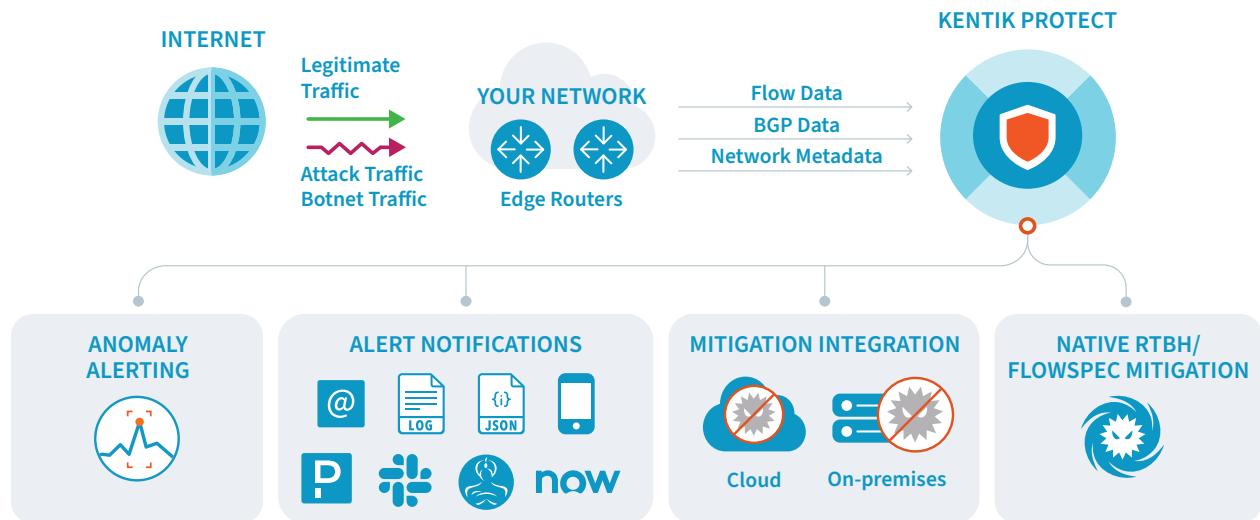 INTERNET
Legitimate
Traffic
Attack Traffic
Botnet Traffic
YOUR NETWORK
Edge Routers
Flow Data
BGP Data
Network Metadata
KENTIK PROTECT
ANOMALY
ALERTING
ALERT NOTIFICATIONS
@
LOG
{i}
JSON
P
now
MITIGATION INTEGRATION
Cloud
On-premises
NATIVE RTBH/
FLOWSPEC MITIGATION